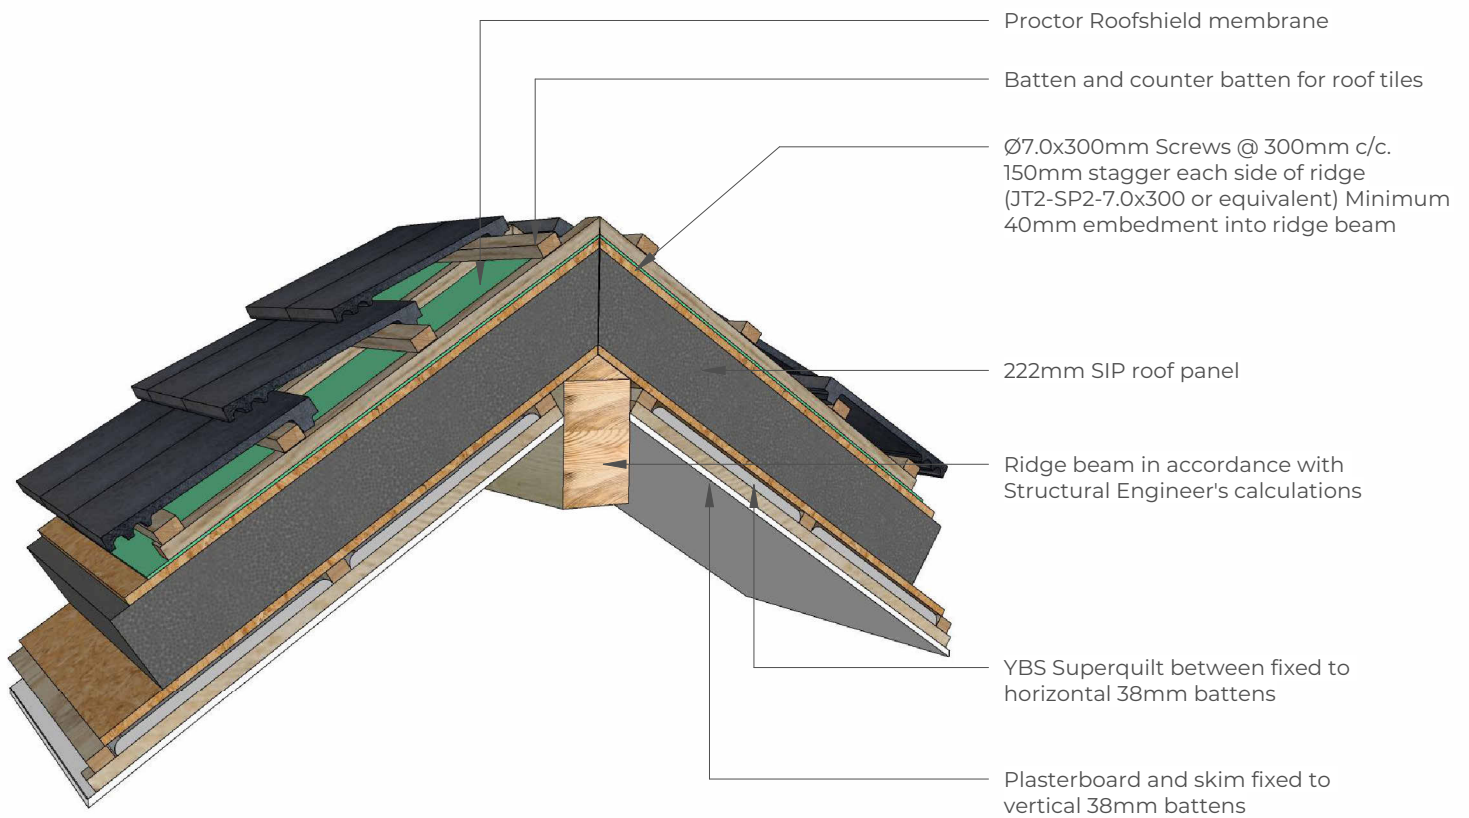 Proctor Roofshield membrane
Batten and counter batten for roof tiles
Ø7.0x300mm Screws @ 300mm c/c.
150mm stagger each side of ridge
(JT2-SP2-7.0x300 or equivalent) Minimum
40mm embedment into ridge beam
222mm SIP roof panel
Ridge beam in accordance with
Structural Engineer's calculations
YBS Superquilt between fixed to
horizontal 38mm battens
Plasterboard and skim fixed to
vertical 38mm battens